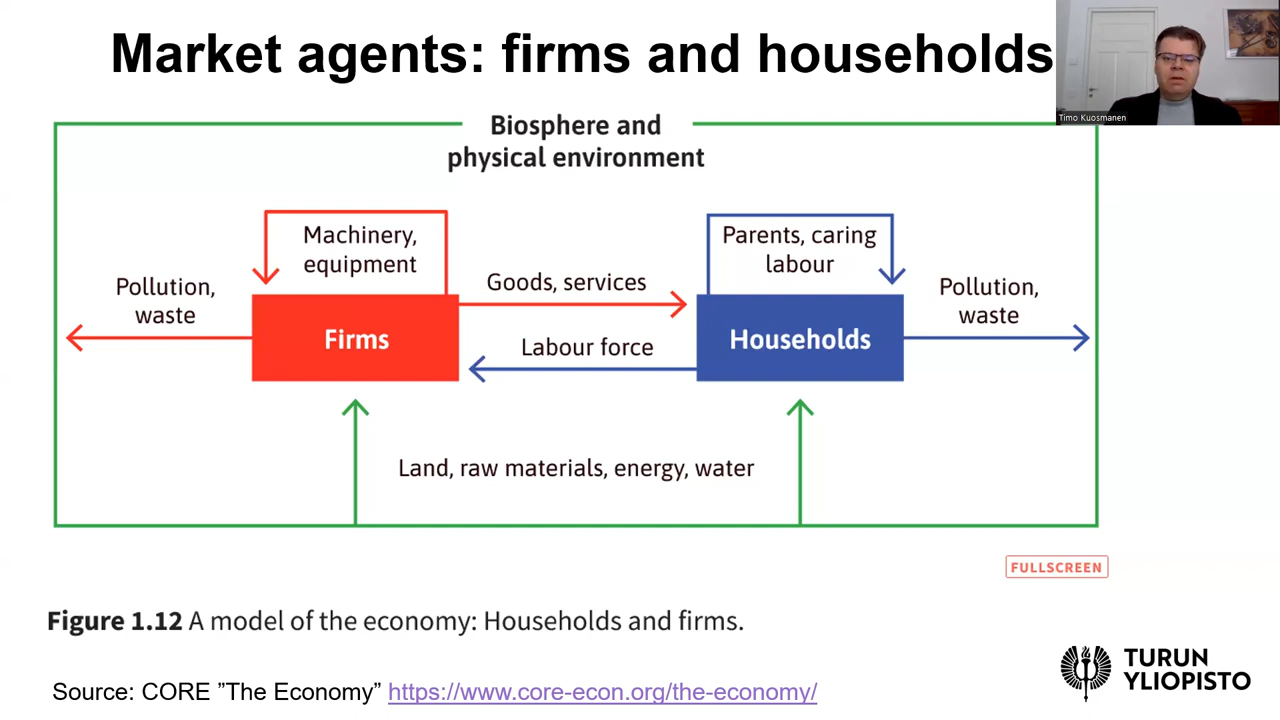 Market agents: firms and households
Timo Kuosmanen
Biosphere and
physical environment
Machinery,
equipment
Parents, caring
labour
Pollution,
waste
Goods, services
Pollution,
waste
Firms
Labour force
Households
Land, raw materials, energy, water
FULLSCREEN
Figure 1.12 A model of the economy: Households and firms.
Source: CORE ”The Economy” https://www.core-econ.org/the-economy/
TURUN
YLIOPISTO